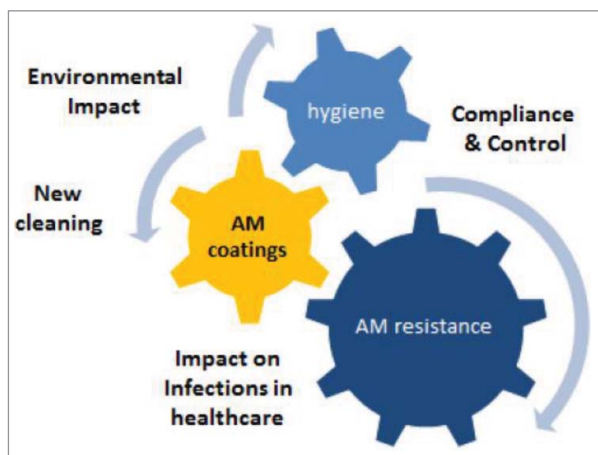 Environmental
Impact
hygiene
Compliance
& Control
New
cleaning
AM
coatings
AM resistance
Impact on
Infections in
healthcare